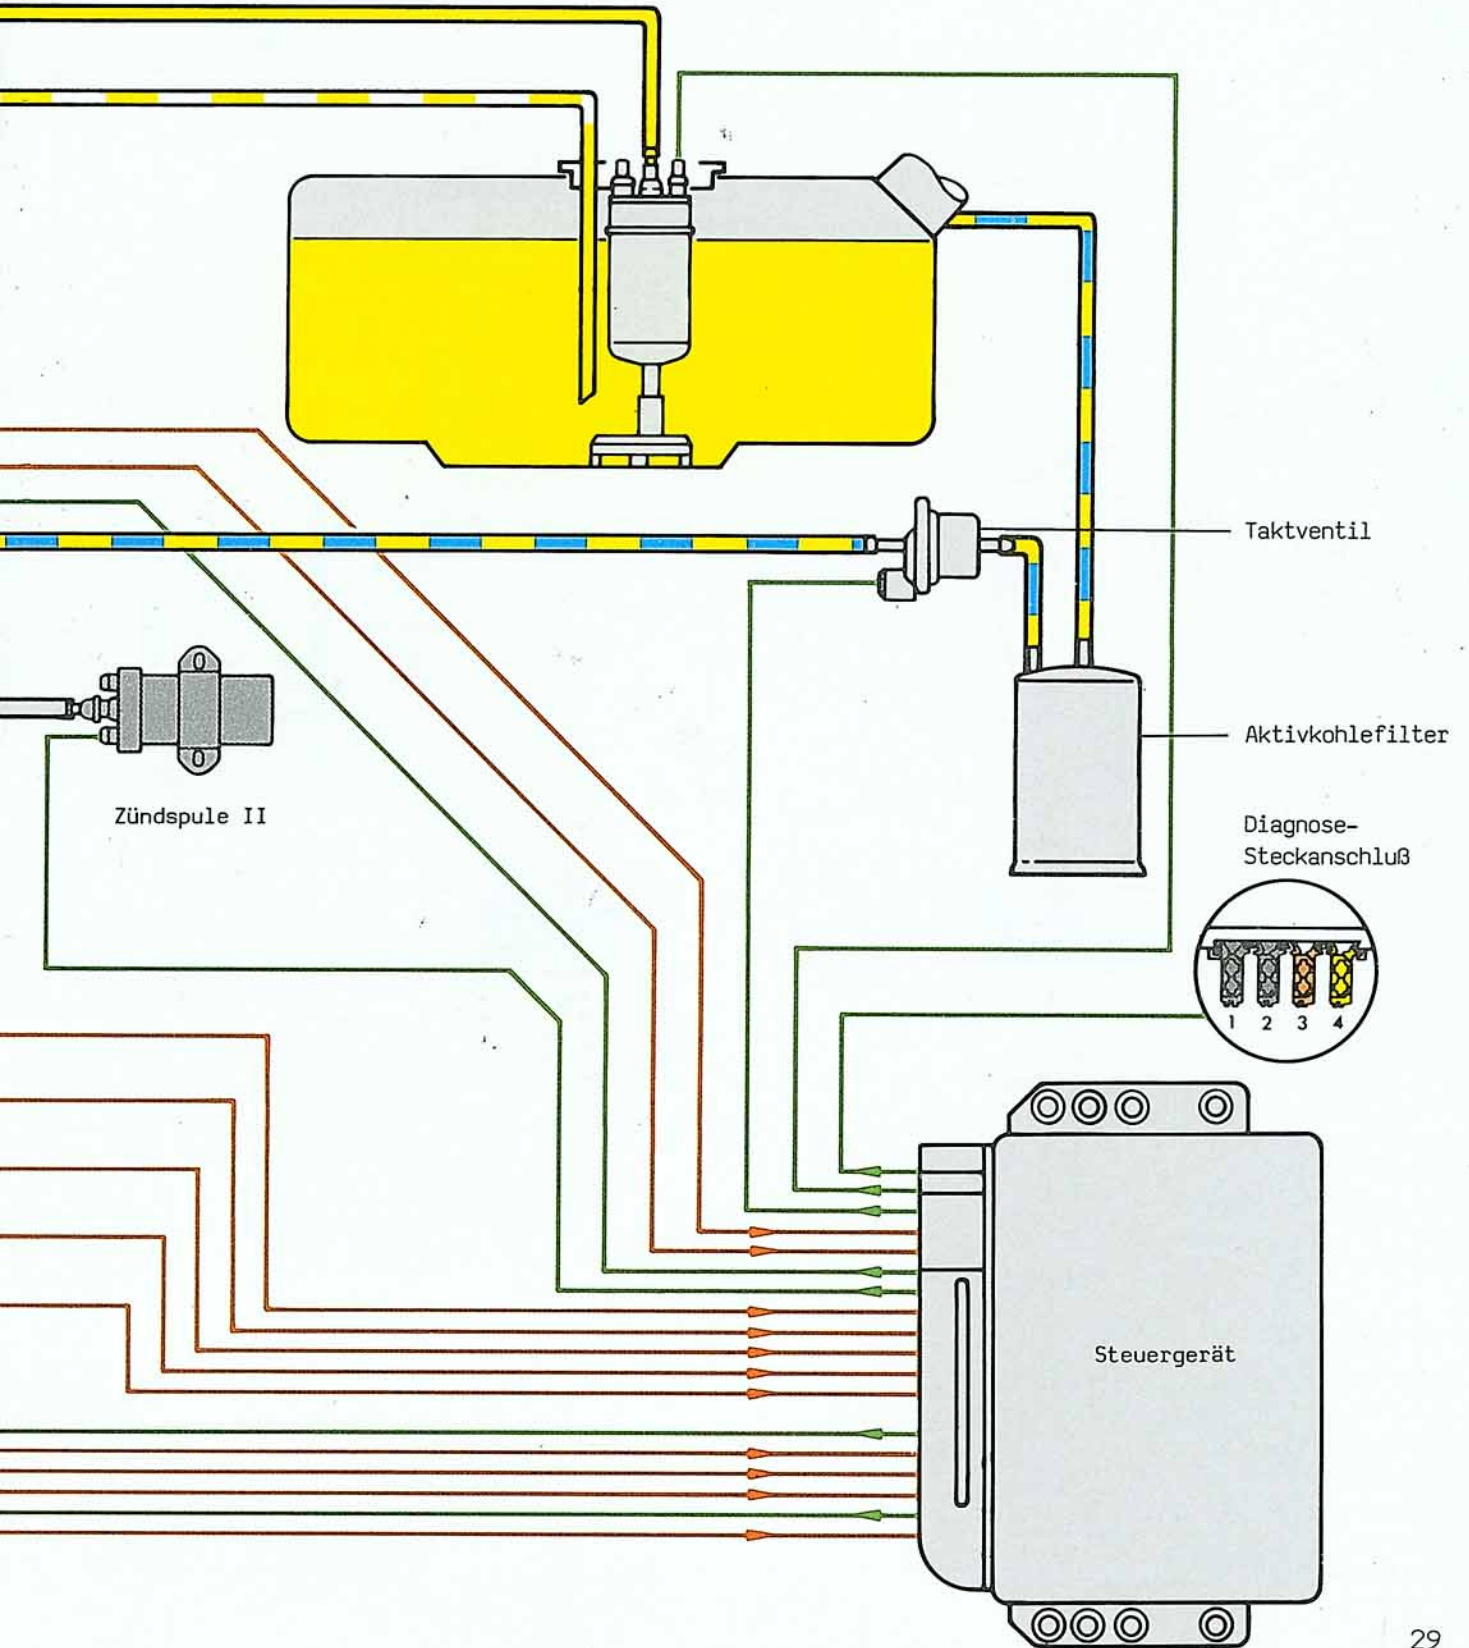 Taktventil
Aktivkohlefilter
Zündspule II
Diagnose-
Steckanschluß
1 2 3 4
Steuergerät
29